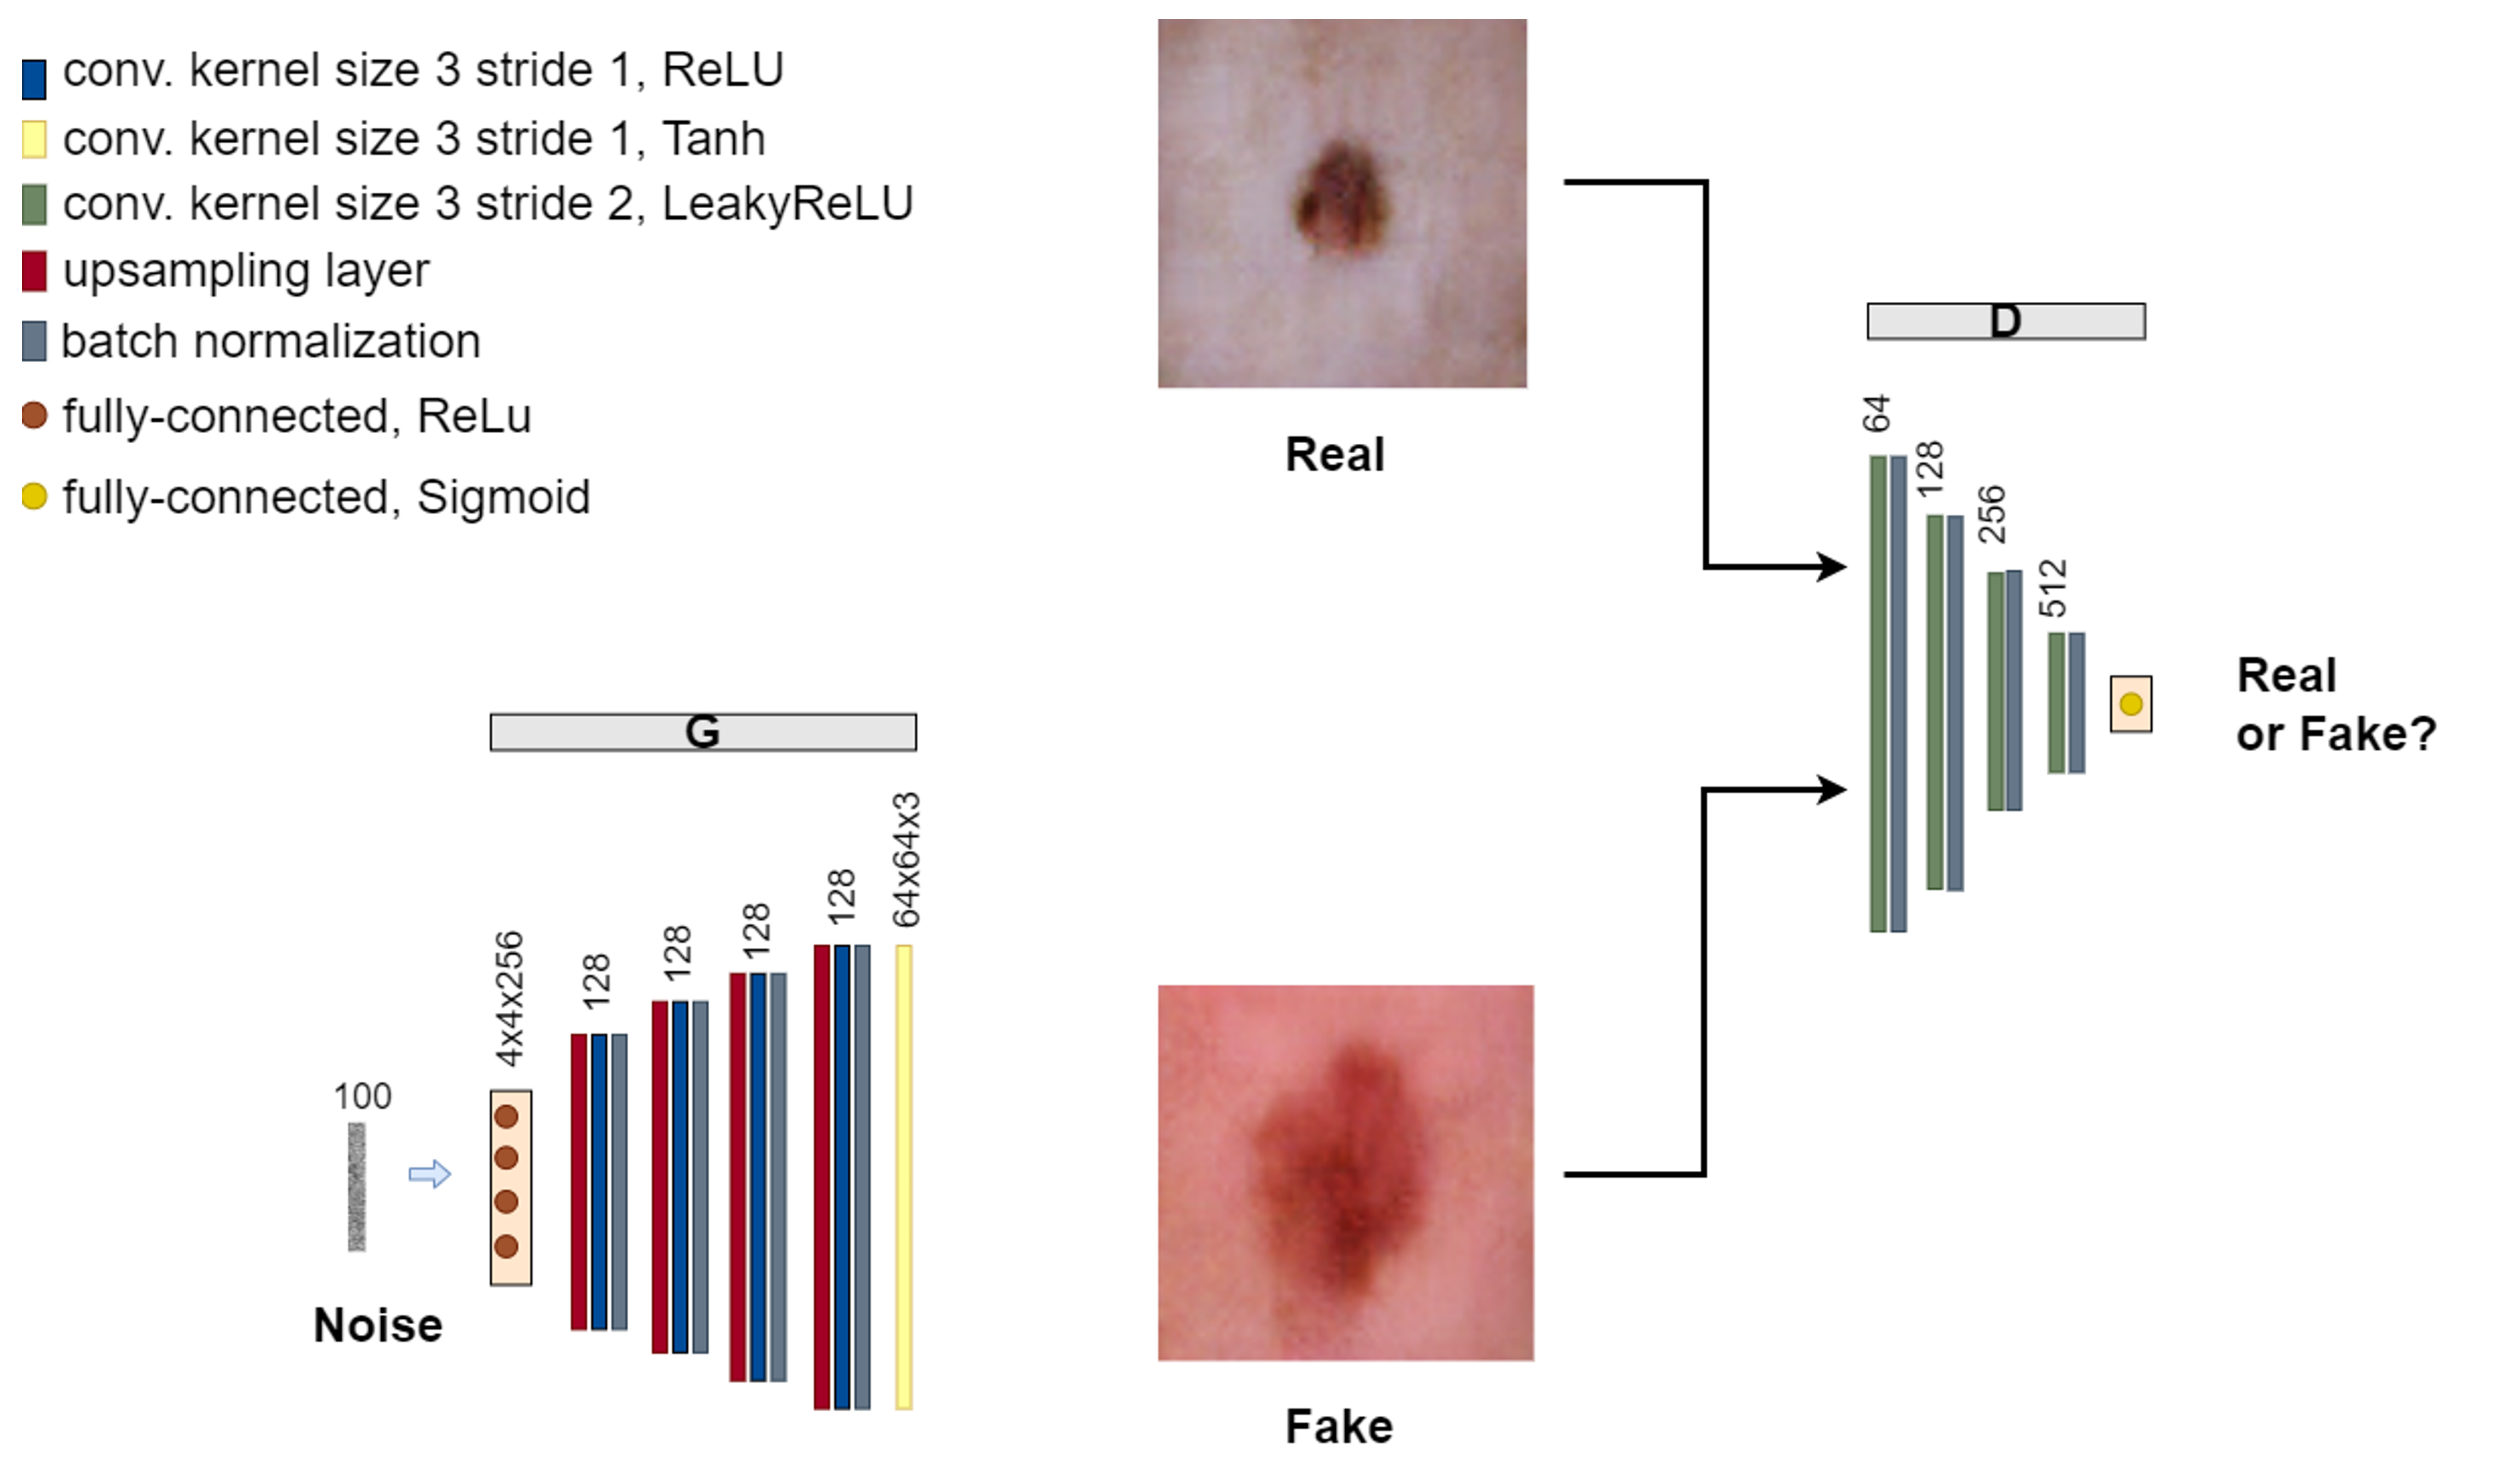 conv. kernel size 3 stride 1, ReLU
conv. kernel size 3 stride 1, Tanh
conv. kernel size 3 stride 2, LeakyReLU
upsampling layer
batch normalization
fully-connected, ReLu
fully-connected, Sigmoid
Real
D
64
128
256
512
Real
or Fake?
G
100
4x4x256
128
128
128
128
64x64x3
Noise
Fake